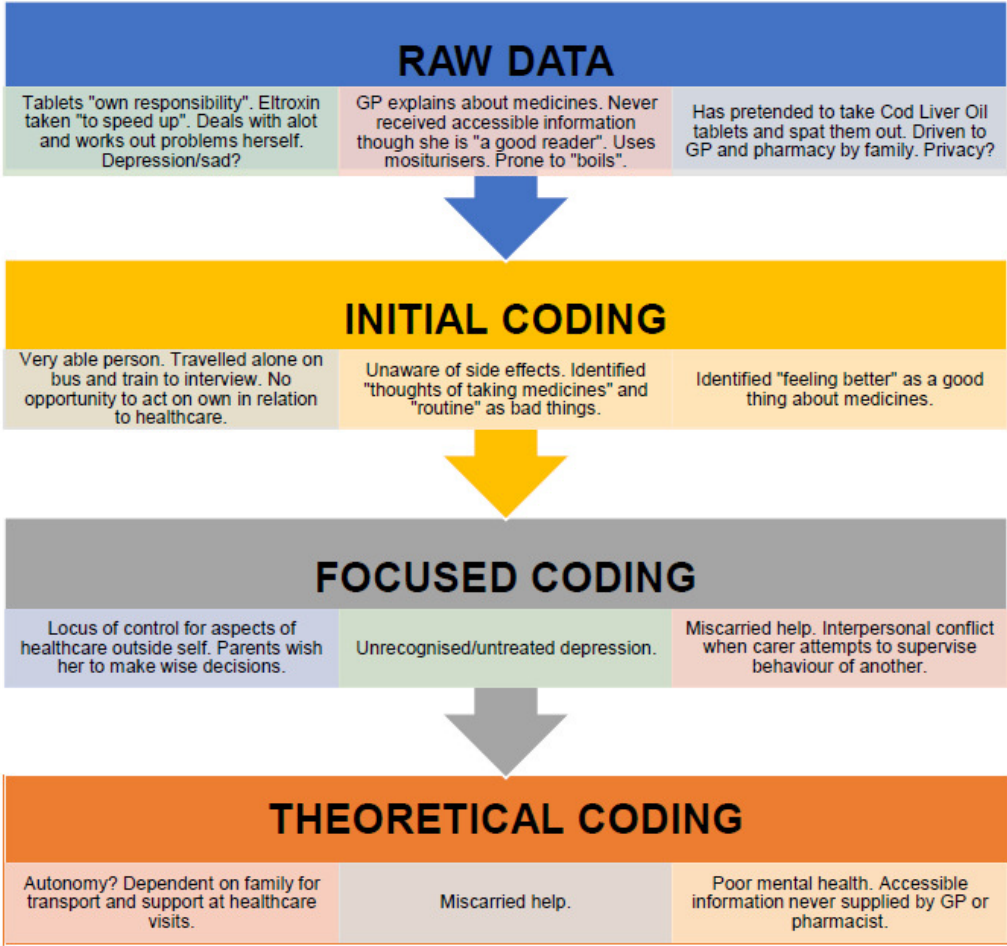 RAW DATA
Tablets "own responsibility". Eltroxin
taken "to speed up". Deals with alot
and works out problems herself.
Depression/sad?
GP explains about medicines. Never
received accessible information
though she is "a good reader". Uses
mositurisers. Prone to "boils".
Has pretended to take Cod Liver Oil
tablets and spat them out. Driven to
GP and pharmacy by family. Privacy?
INITIAL CODING
Very able person. Travelled alone on
bus and train to interview. No
opportunity to act on own in relation
to healthcare.
Unaware of side effects. Identified
"thoughts of taking medicines" and
"routine" as bad things.
Identified "feeling better" as a good
thing about medicines.
FOCUSED CODING
Locus of control for aspects of
healthcare outside self. Parents wish
her to make wise decisions.
Unrecognised/untreated depression.
Miscarried help. Interpersonal conflict
when carer attempts to supervise
behaviour of another.
THEORETICAL CODING
Autonomy? Dependent on family for
transport and support at healthcare
visits.
Miscarried help.
Poor mental health. Accessible
information never supplied by GP or
pharmacist.